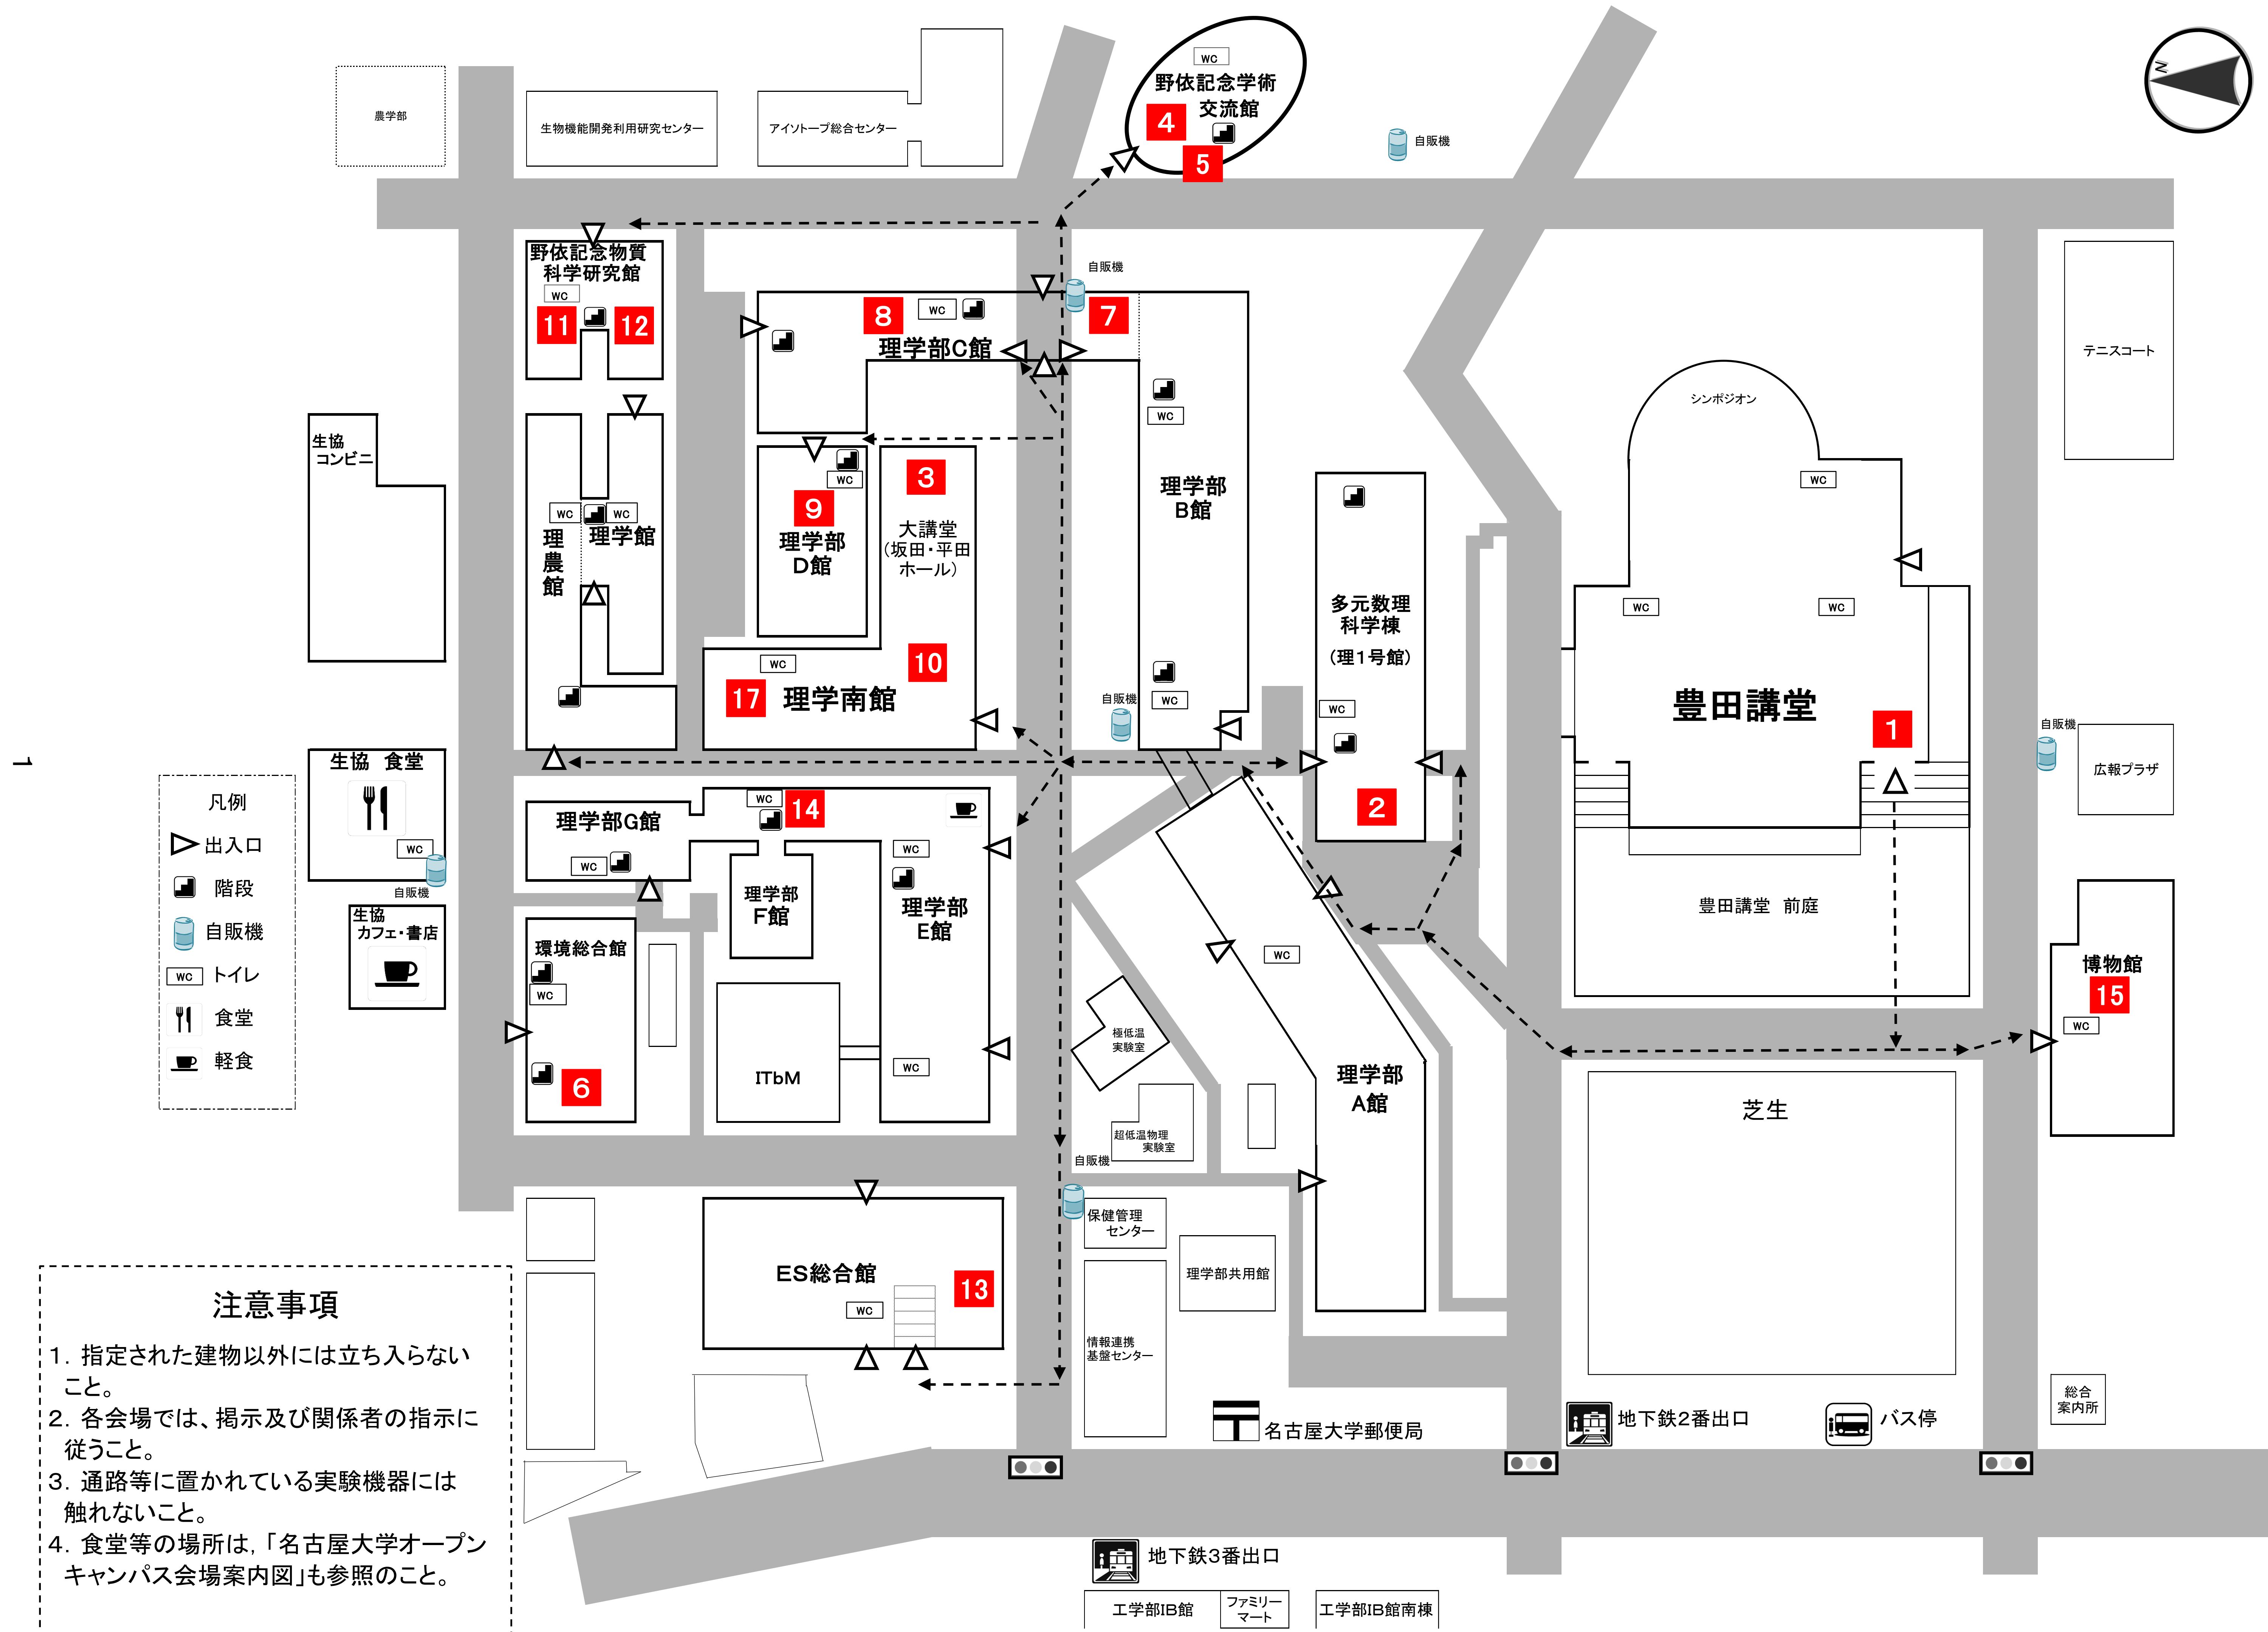 WC
野依記念学術
交流館
4
5
N
自販機
農学部
生物機能開発利用研究センター
アイソトープ総合センター
野依記念物質
科学研究館
WC
11
12
自販機
8
WC
7
理学部C館
テニスコート
シンポジオン
生協
コンビニ
WC
理学部
B館
WC
自販機
WC
3
大講堂
(坂田・平田
ホール)
WC
9
理学部
D館
WC
WC
理学館
理
農
館
10
WC
17
理学南館
多元数理
科学棟
(理1号館)
WC
2
WC
WC
WC
豊田講堂
1
豊田講堂 前庭
自販機
広報プラザ
1
凡例
出入口
階段
自販機
WC トイレ
食堂
軽食
生協 食堂
WC
自販機
生協
カフェ・書店
理学部G館
WC
WC
14
理学部
F館
WC
理学部
E館
WC
環境総合館
WC
6
ITbM
極低温
実験室
超低温物理
実験室
WC
理学部
A館
博物館
15
WC
芝生
自販機
保健管理
センター
理学部共用館
情報連携
基盤センター
ES総合館
WC
13
名古屋大学郵便局
地下鉄2番出口
バス停
総合
案内所
地下鉄3番出口
工学部IB館
ファミリー
マート
工学部IB館南棟
注意事項
1. 指定された建物以外には立ち入らない
こと。
2. 各会場では、掲示及び関係者の指示に
従うこと。
3. 通路等に置かれている実験機器には
触れないこと。
4. 食堂等の場所は,「名古屋大学オープン
キャンパス会場案内図」も参照のこと。